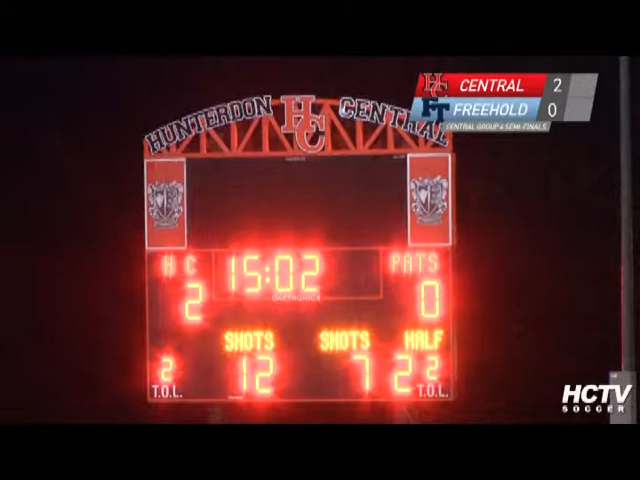 HC CENTRAL 2
FT FREEHOLD 0
CENTRAL GROUP 4 SEMI-FINALS
HUNTERDON HC CENTRAL
H C 15:02 PATS
2 0
DAKTRONICS
SHOTS SHOTS HALF
2 12 7 2 2
T.O.L. T.O.L.
HCTV
SOCCER